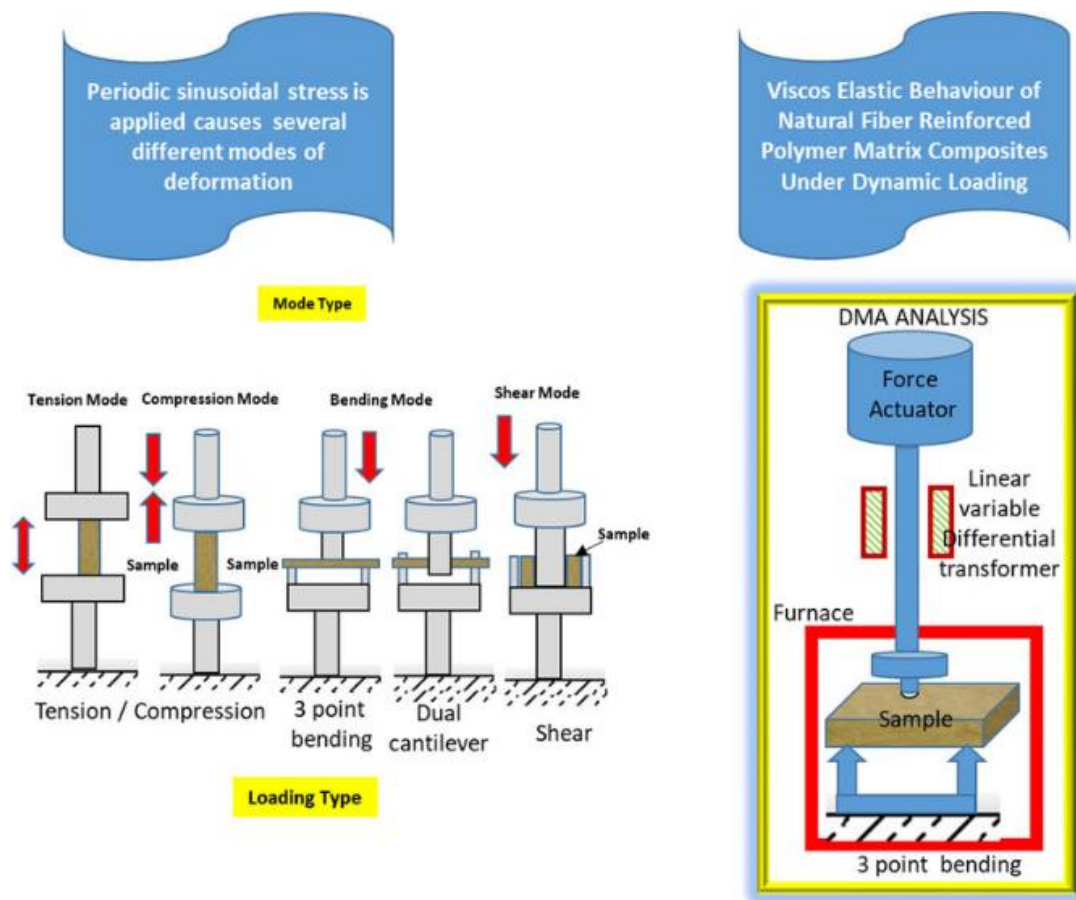 Periodic sinusoidal stress is
applied causes several
different modes of
deformation
Viscos Elastic Behaviour of
Natural Fiber Reinforced
Polymer Matrix Composites
Under Dynamic Loading
Mode Type
Tension Mode
Compression Mode
Bending Mode
Shear Mode
Sample
Sample
Sample
Tension / Compression
3 point
bending
Dual
cantilever
Shear
Loading Type
DMA ANALYSIS
Force
Actuator
Linear
variable
Differential
transformer
Furnace
Sample
3 point bending